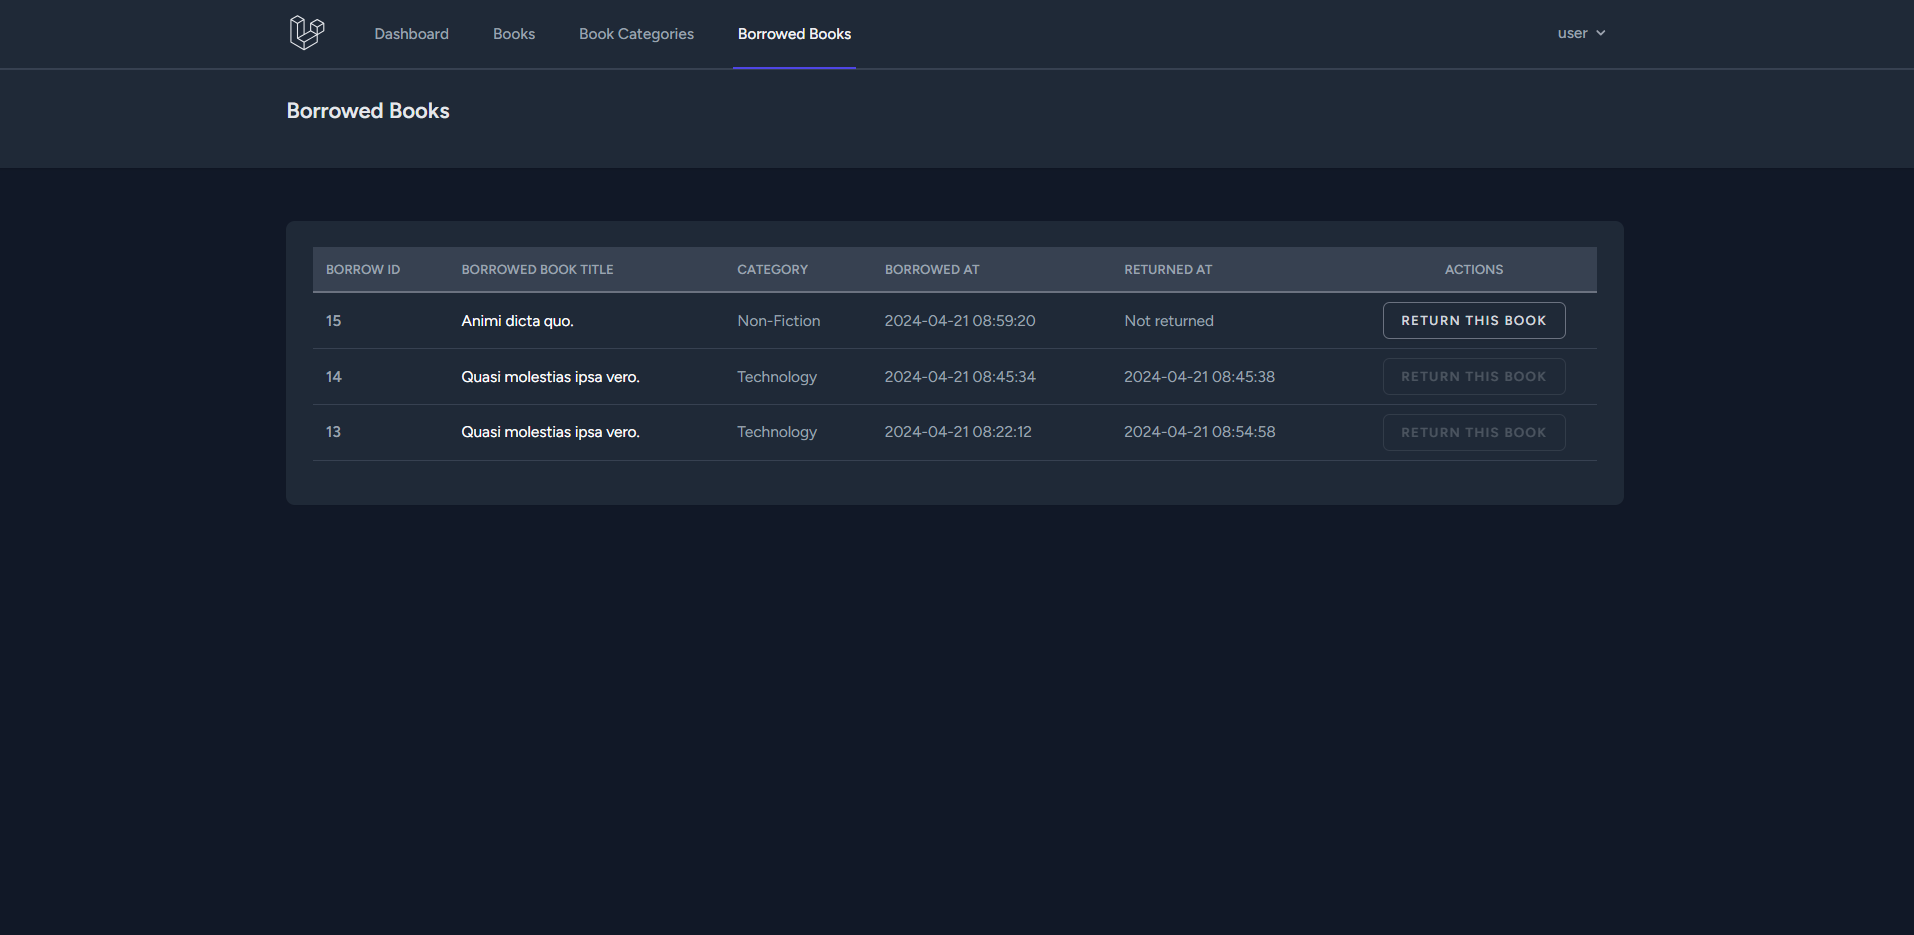 Dashboard Books Book Categories Borrowed Books user
Borrowed Books
BORROW ID BORROWED BOOK TITLE CATEGORY BORROWED AT RETURNED AT ACTIONS
15 Animi dicta quo. Non-Fiction 2024-04-21 08:59:20 Not returned RETURN THIS BOOK
14 Quasi molestias ipsa vero. Technology 2024-04-21 08:45:34 2024-04-21 08:45:38 RETURN THIS BOOK
13 Quasi molestias ipsa vero. Technology 2024-04-21 08:22:12 2024-04-21 08:54:58 RETURN THIS BOOK